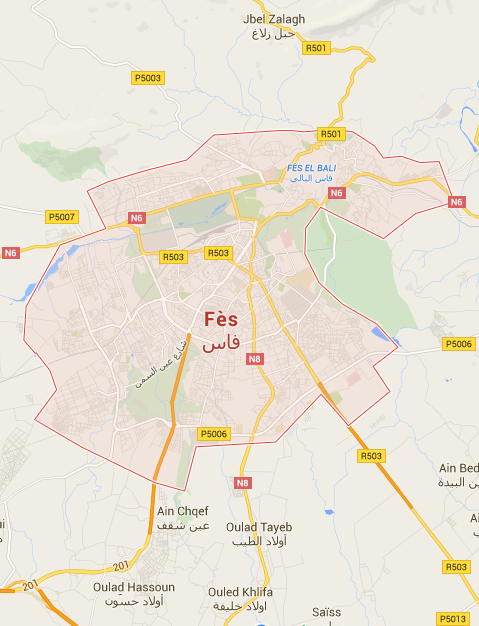 Jbel Zalagh
جبل زلاغ
R501
P5003
R501
FÈS EL BALI
فاس البالي
N6
N6
P5007
N6
N6
R503
R503
Fès
فاس
شارع عين السمن
P5006
N8
P5006
R503
N8
Ain Bed
ين البيدة
Ain Chqef
عين شقف
Oulad Tayeb
أولاد الطيب
201
R503
201
Oulad Hassoun
أولاد حسون
Ouled Khlifa
اولاد خليفة
Saïss
P5013